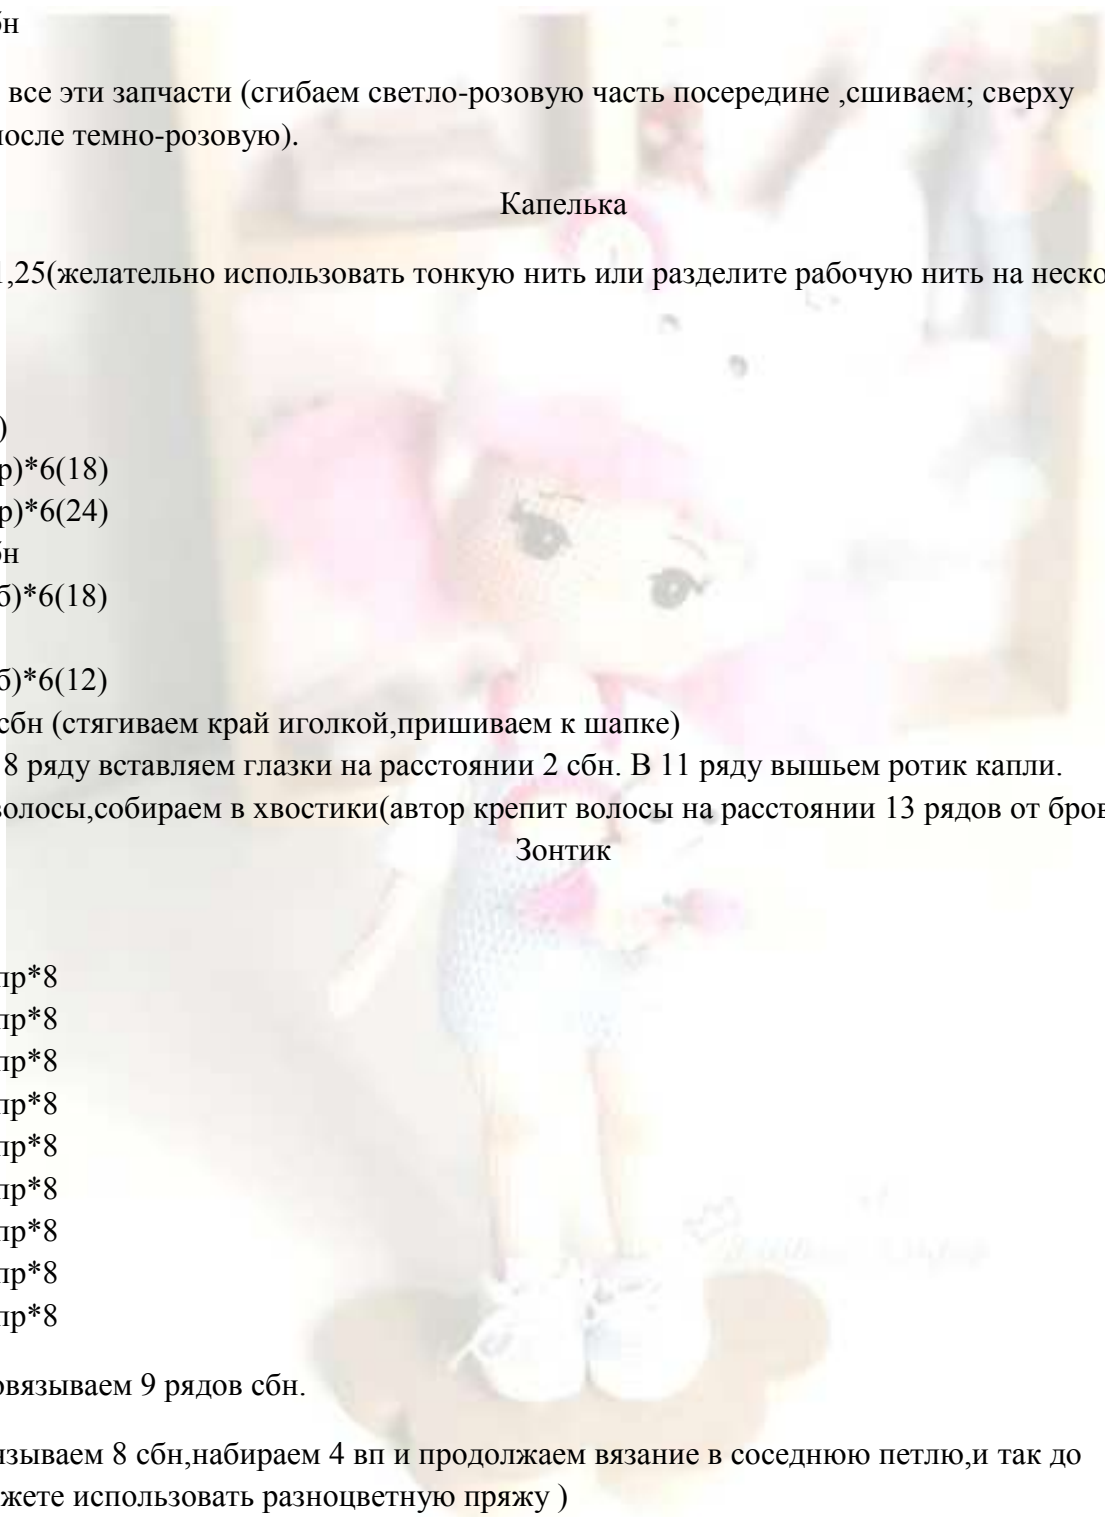 бн
все эти запчасти (сгибаем светло-розовую часть посередине ,сшиваем; сверху
после темно-розовую).
Капелька
1,25(желательно использовать тонкую нить или разделите рабочую нить на неско
)
р)*6(18)
р)*6(24)
бн
б)*6(18)
б)*6(12)
сбн (стягиваем край иголкой,пришиваем к шапке)
8 ряду вставляем глазки на расстоянии 2 сбн. В 11 ряду вышьем ротик капли.
волосы,собираем в хвостики(автор крепит волосы на расстоянии 13 рядов от бров
Зонтик
пр*8
пр*8
пр*8
пр*8
пр*8
пр*8
пр*8
пр*8
пр*8
овязываем 9 рядов сбн.
язываем 8 сбн,набираем 4 вп и продолжаем вязание в соседнюю петлю,и так до
жете использовать разноцветную пряжу )